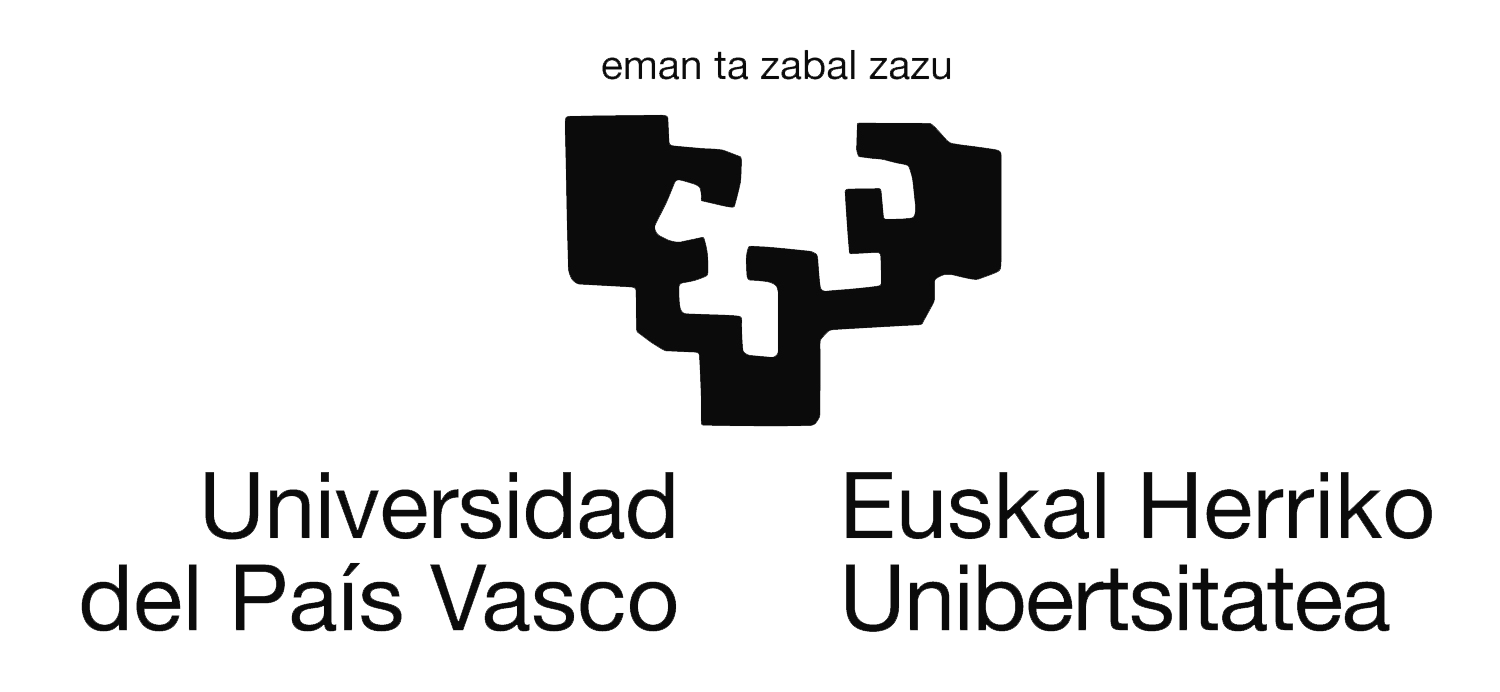 eman ta zabal zazu
Universidad
del País Vasco
Euskal Herriko
Unibertsitatea